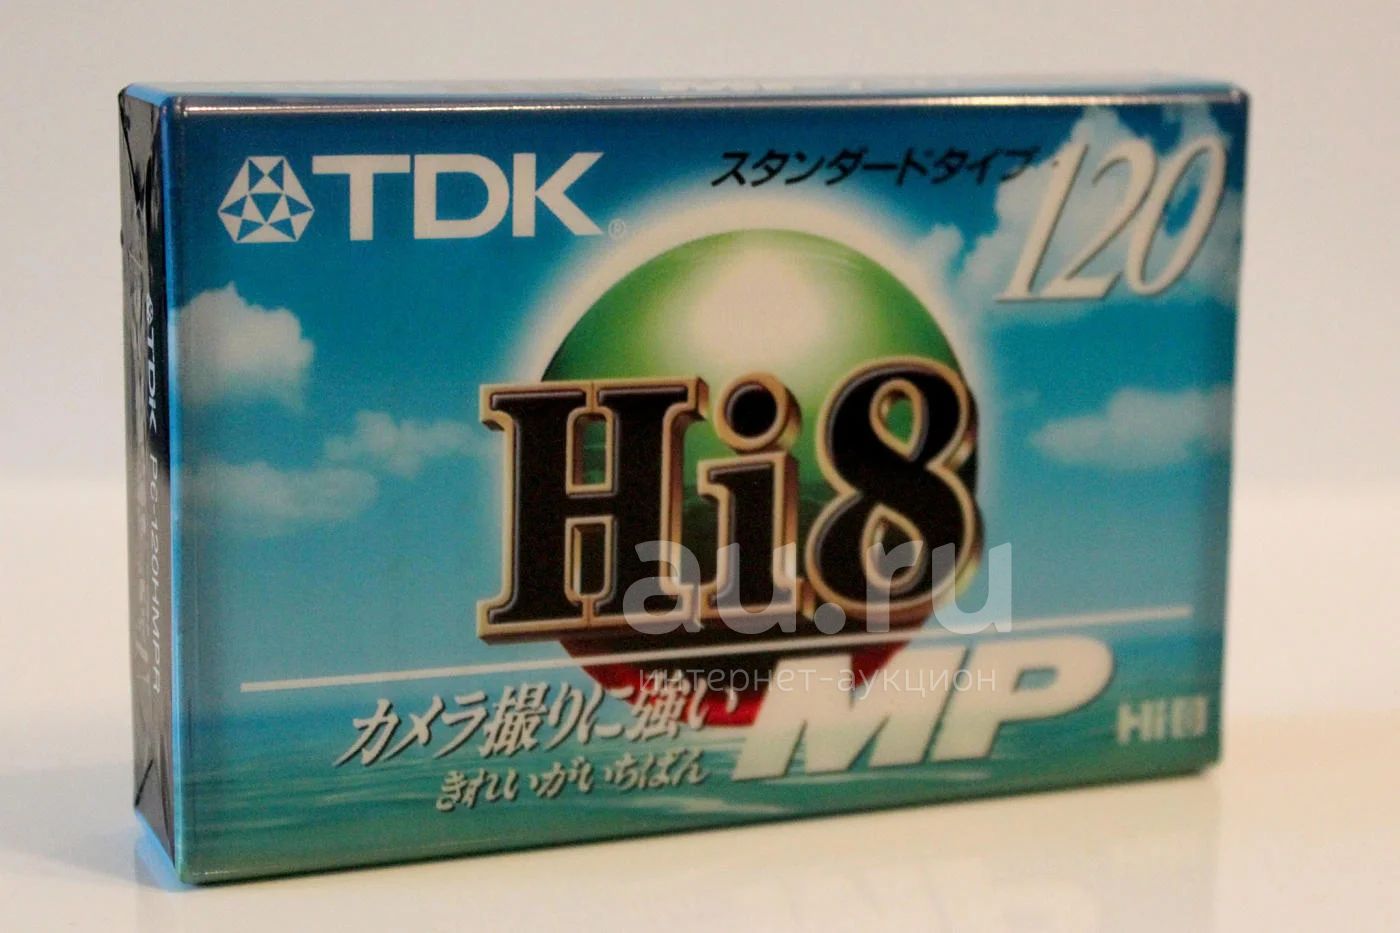 TDK®
スタンダードタイプ・120
Hi8
MP
カメラ撮りに強い
きれいがいちばん
Hi8
TDK P6-120HMPR
au.ru
интернет-аукцион